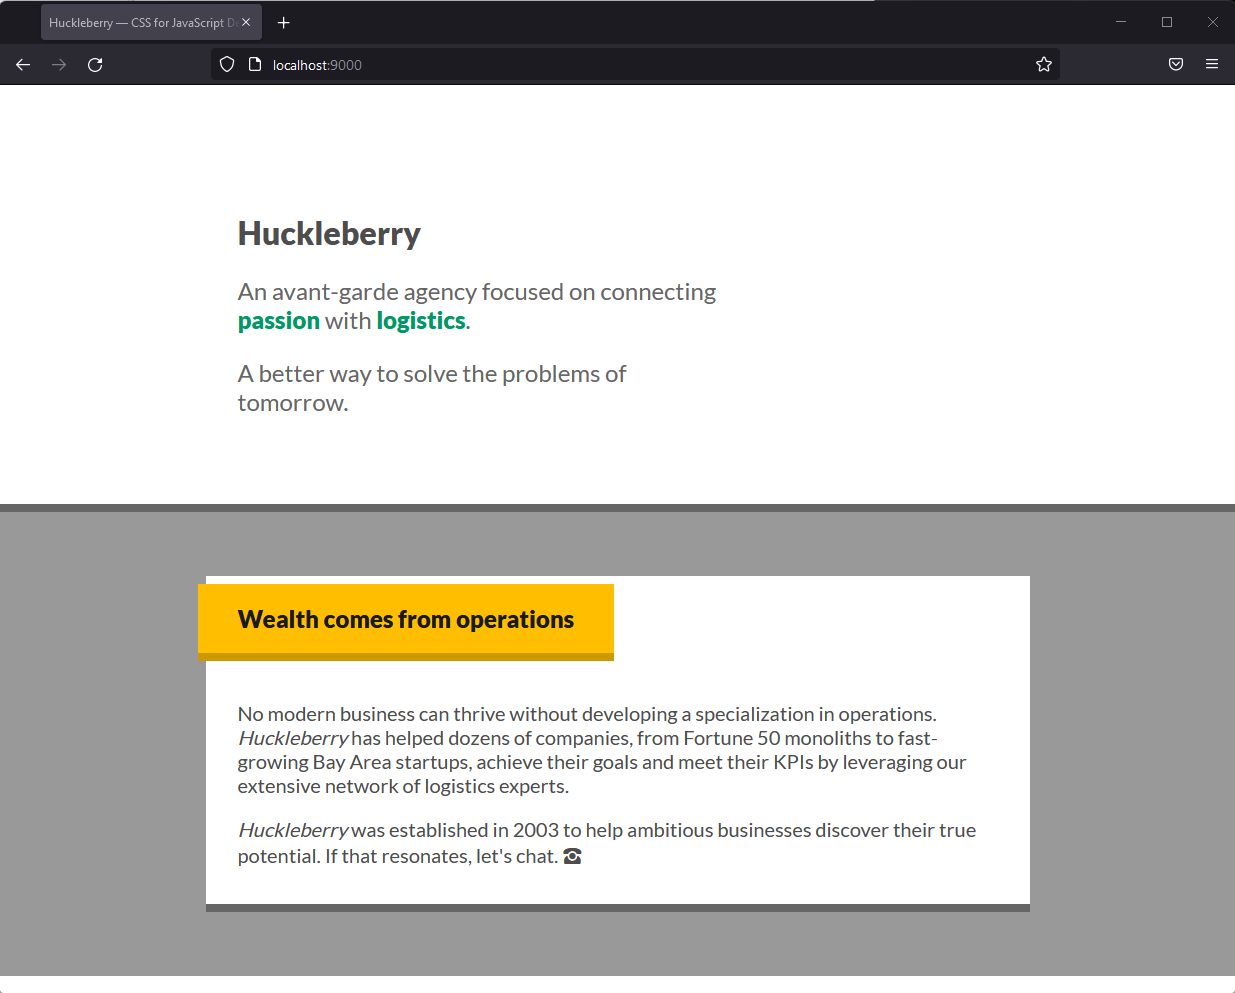 Huckleberry — CSS for JavaScript De
localhost:9000
Huckleberry
An avant-garde agency focused on connecting
passion with logistics.
A better way to solve the problems of
tomorrow.
Wealth comes from operations
No modern business can thrive without developing a specialization in operations.
Huckleberry has helped dozens of companies, from Fortune 50 monoliths to fast-
growing Bay Area startups, achieve their goals and meet their KPIs by leveraging our
extensive network of logistics experts.
Huckleberry was established in 2003 to help ambitious businesses discover their true
potential. If that resonates, let's chat. ☎